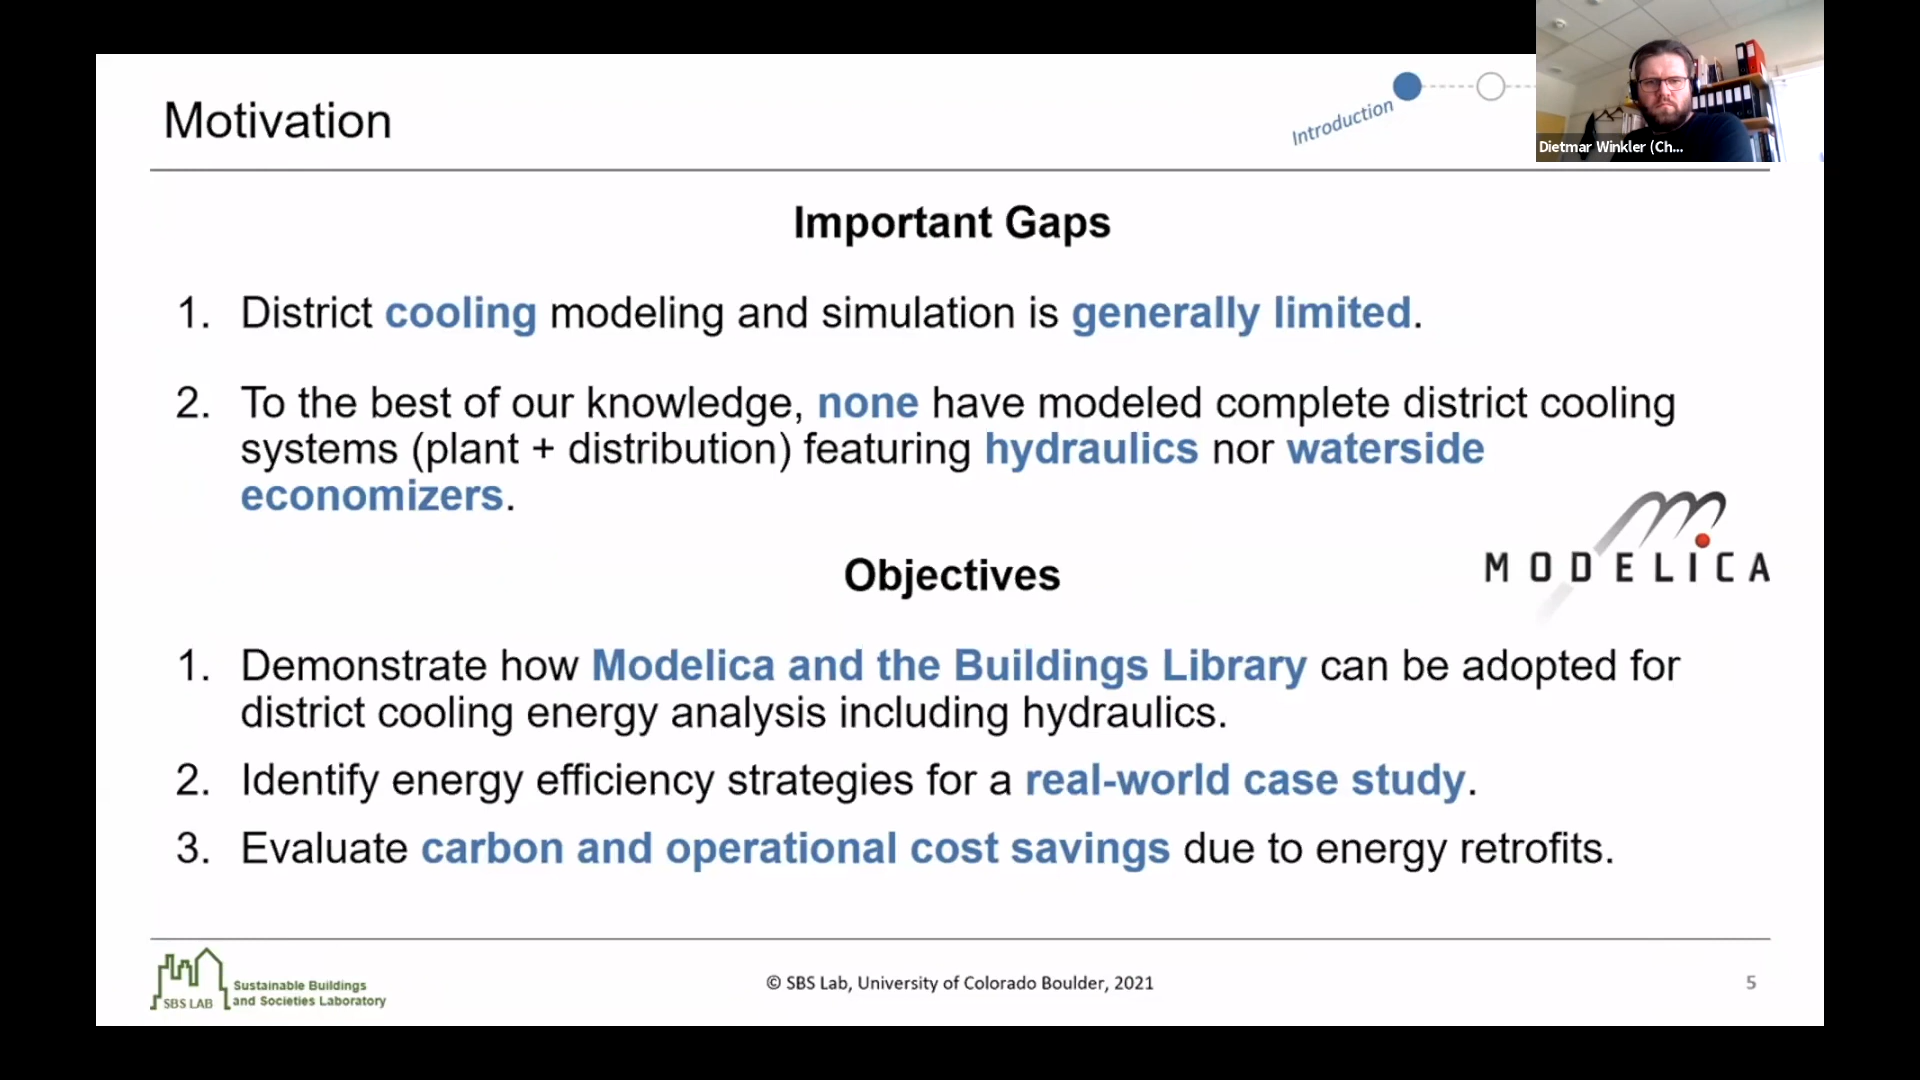 Motivation
Introduction
Dietmar Winkler (Ch...
Important Gaps
1. District cooling modeling and simulation is generally limited.
2. To the best of our knowledge, none have modeled complete district cooling
systems (plant + distribution) featuring hydraulics nor waterside
economizers.
MODELICA
Objectives
1. Demonstrate how Modelica and the Buildings Library can be adopted for
district cooling energy analysis including hydraulics.
2. Identify energy efficiency strategies for a real-world case study.
3. Evaluate carbon and operational cost savings due to energy retrofits.
SBS LAB
Sustainable Buildings
and Societies Laboratory
© SBS Lab, University of Colorado Boulder, 2021
5